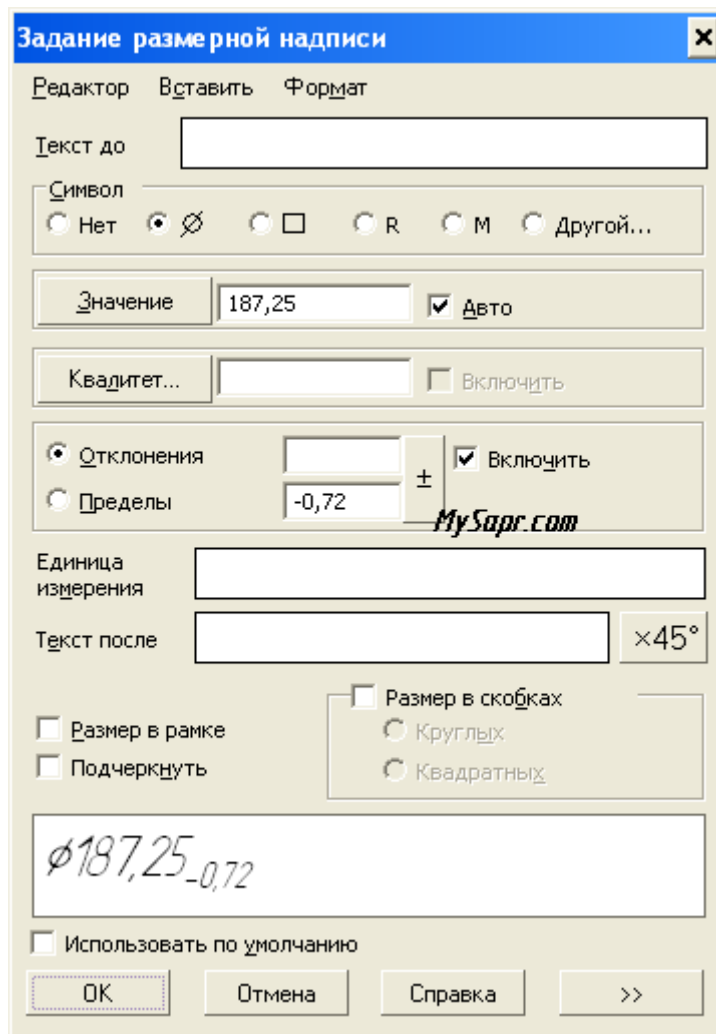 Задание размерной надписи
Редактор Вставить Формат
Текст до
Символ
Нет Ø □ R M Другой...
Значение 187,25 Авто
Квалитет... Включить
Отклонения ± Включить
Пределы -0,72
MySapr.com
Единица
измерения
Текст после ×45°
Размер в скобках
Размер в рамке Круглых
Подчеркнуть Квадратных
Ø187,25-0,72
Использовать по умолчанию
OK Отмена Справка >>